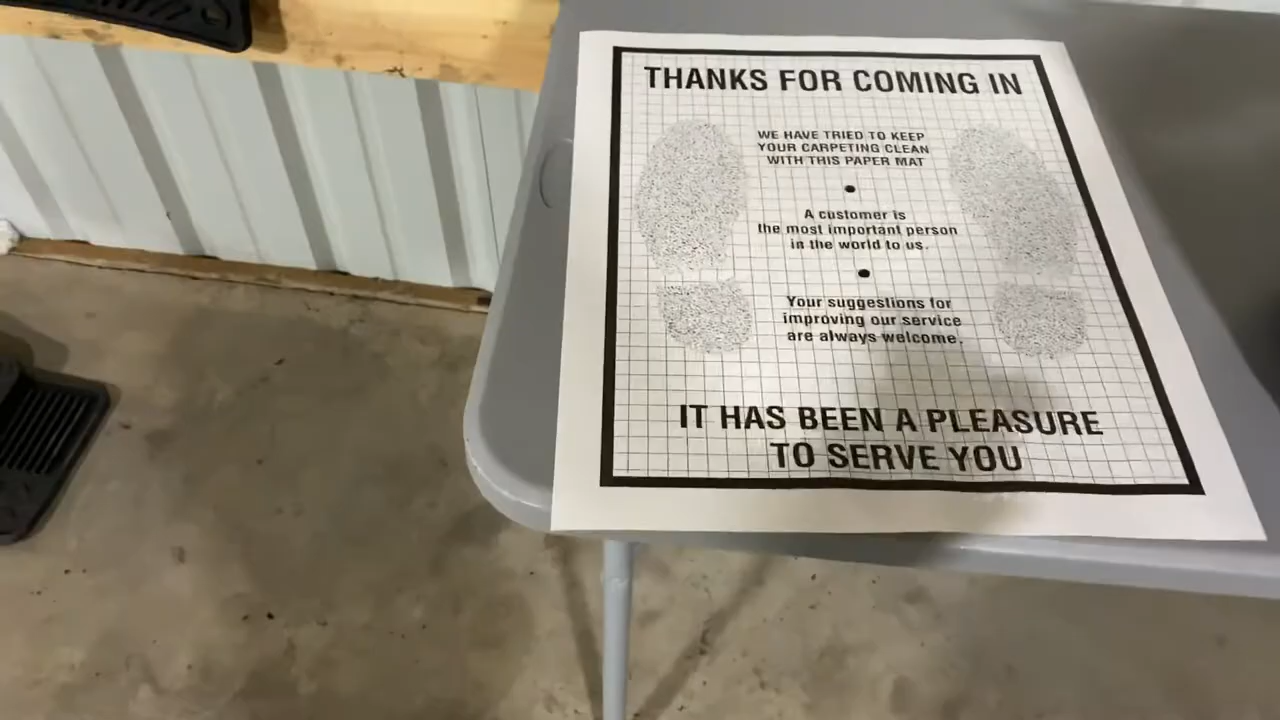 THANKS FOR COMING IN
WE HAVE TRIED TO KEEP
YOUR CARPETING CLEAN
WITH THIS PAPER MAT
A customer is
the most important person
in the world to us.
Your suggestions for
improving our service
are always welcome.
IT HAS BEEN A PLEASURE
TO SERVE YOU